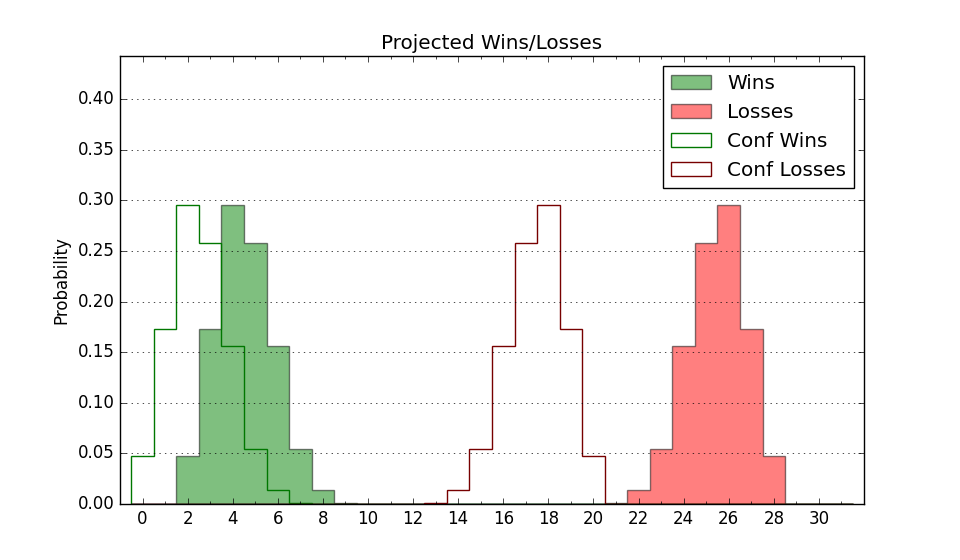 Projected Wins/Losses
Wins
Losses
Conf Wins
Conf Losses
Probability
0.40
0.35
0.30
0.25
0.20
0.15
0.10
0.05
0.00
0 2 4 6 8 10 12 14 16 18 20 22 24 26 28 30